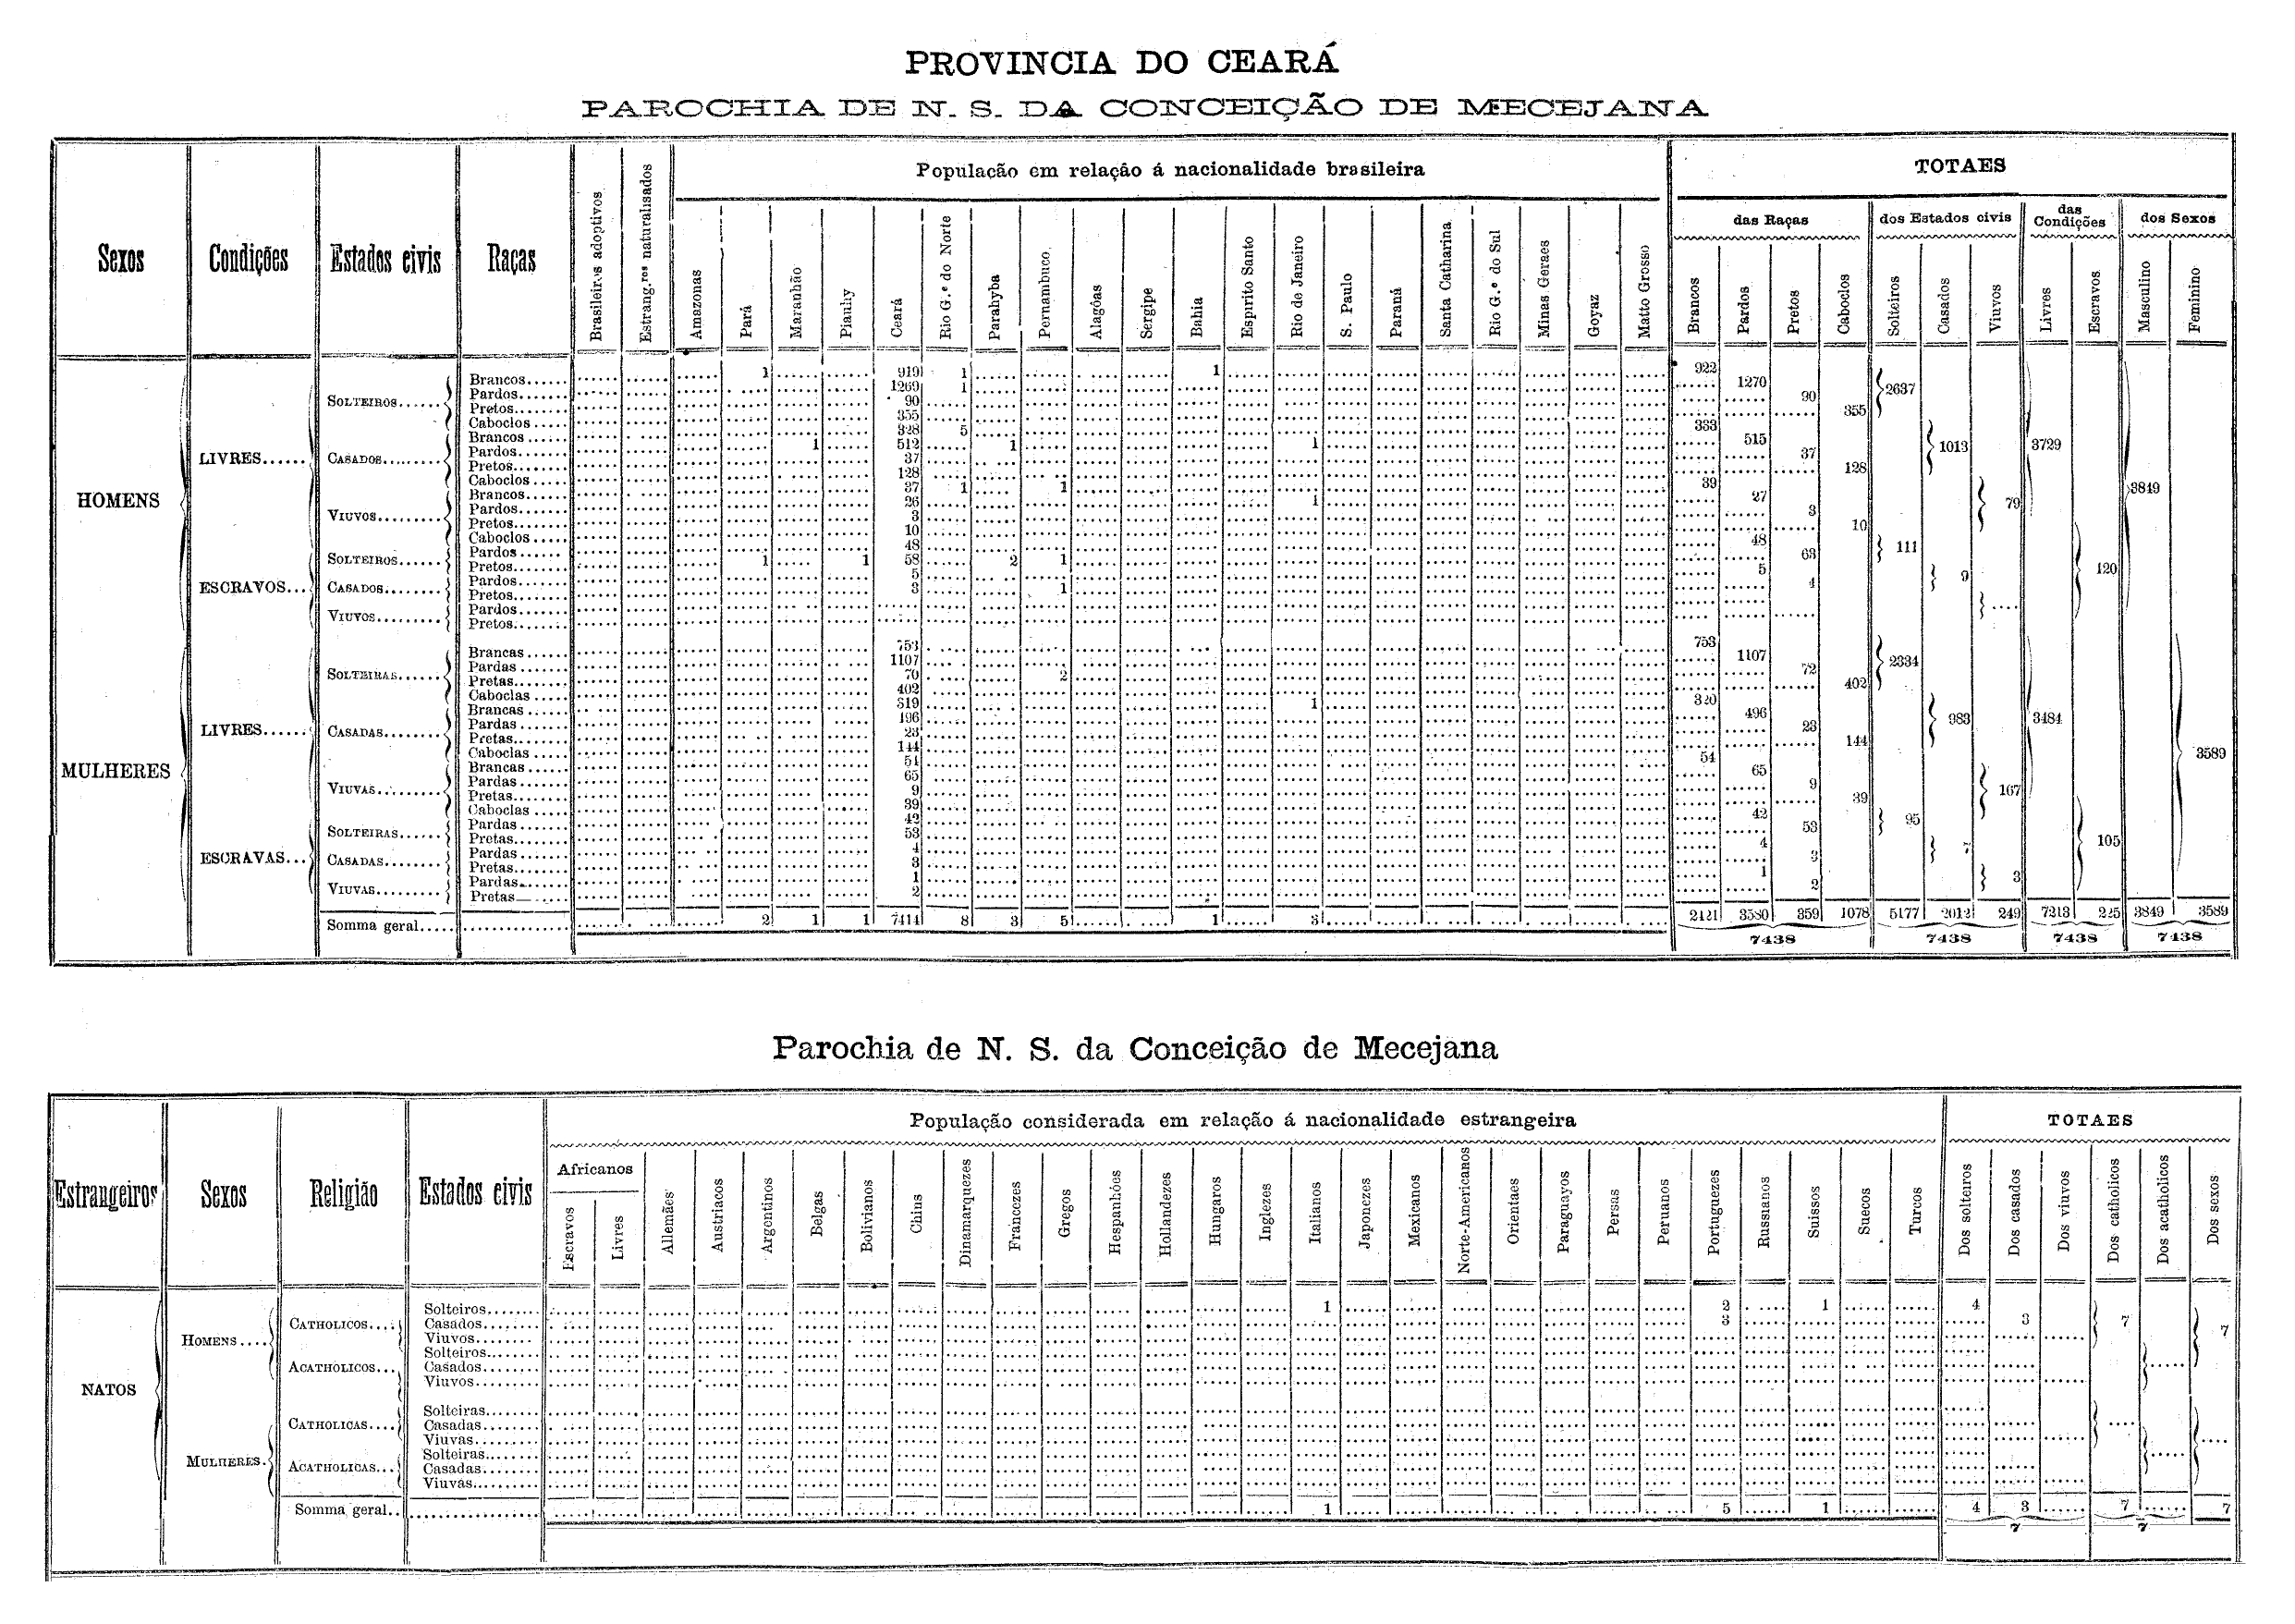 PROVINCIA DO CEARÁ
PAROCHIA DE N. S. DA CONCEIÇÃO DE MECEJANA
Sexos Condições Estados civis Raças Brasileiros adoptivos Estrang.ros naturalisados População em relação á nacionalidade brasileira TOTAES
das Raças dos Estados civis das Condições dos Sexos
Amazonas Pará Maranhão Piauhy Ceará Rio G.e do Norte Parahyba Pernambuco Alagôas Sergipe Bahia Esprito Santo Rio de Janeiro S. Paulo Paraná Santa Catharina Rio G.e do Sul Minas Geraes Goyaz Matto Grosso Brancos Pardos Pretos Caboclos Solteiros Casados Viuvos Livres Escravos Masculino Feminino
HOMENS LIVRES SOLTEIROS Brancos 1 919 1 1 922 2637 3729 3849
Pardos 1269 1 1270
Pretos 90 90
Caboclos 355 355
CASADOS Brancos 328 5 333 1013
Pardos 1 512 1 1 515
Pretos 37 37
Caboclos 128 128
VIUVOS Brancos 37 1 1 39 79
Pardos 26 1 27
Pretos 3 3
Caboclos 10 10
ESCRAVOS SOLTEIROS Pardos 48 48 111 120
Pretos 1 1 58 2 1 63
CASADOS Pardos 5 5 9
Pretos 3 1 4
VIUVOS Pardos
Pretos
MULHERES LIVRES SOLTEIRAS Brancas 753 753 2334 3484 3589
Pardas 1107 1107
Pretas 70 2 72
Caboclas 402 402
CASADAS Brancas 319 1 320 983
Pardas 496 496
Pretas 23 23
Caboclas 144 144
VIUVAS Brancas 54 54 167
Pardas 65 65
Pretas 9 9
Caboclas 39 39
ESCRAVAS SOLTEIRAS Pardas 42 42 95 105
Pretas 53 53
CASADAS Pardas 4 4 7
Pretas 3 3
VIUVAS Pardas 1 1 3
Pretas 2 2
Somma geral 2 1 1 7414 8 3 5 1 3 2421 3580 359 1078 5177 2012 249 7213 225 3849 3589
7438 7438 7438 7438
Parochia de N. S. da Conceição de Mecejana
Estrangeiros Sexos Religião Estados civis População considerada em relação á nacionalidade estrangeira TOTAES
Africanos
Escravos Livres Allemães Austriacos Argentinos Belgas Bolivianos Chins Dinamarquezes Francezes Gregos Hespanhóes Hollandezes Hungaros Inglezes Italianos Japonezes Mexicanos Norte-Americanos Orientaes Paraguayos Persas Peruanos Portuguezes Russianos Suissos Suecos Turcos Dos solteiros Dos casados Dos viuvos Dos catholicos Dos acatholicos Dos sexos
NATOS HOMENS CATHOLICOS Solteiros 1 2 1 4 7 7
Casados 3 3
Viuvos
ACATHOLICOS Solteiros
Casados
Viuvos
MULHERES CATHOLICAS Solteiras
Casadas
Viuvas
ACATHOLICAS Solteiras
Casadas
Viuvas
Somma geral 1 5 1 4 3 7 7
7 7